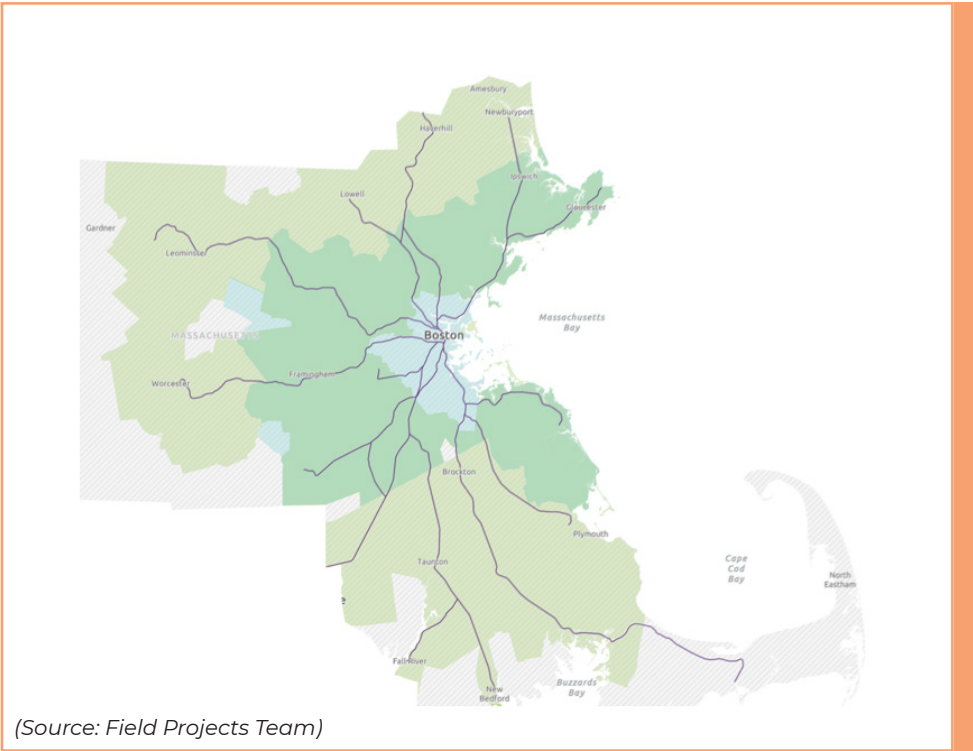 Amesbury
Newburyport
Haverhill
Ipswich
Lowell
Gloucester
Gardner
Leominster
Massachusetts
Bay
MASSACHUSETTS
Boston
Framingham
Worcester
Brockton
Plymouth
Cape
Cod
Bay
Taunton
North
Eastham
e
Fall River
Buzzards
Bay
New
Bedford
(Source: Field Projects Team)